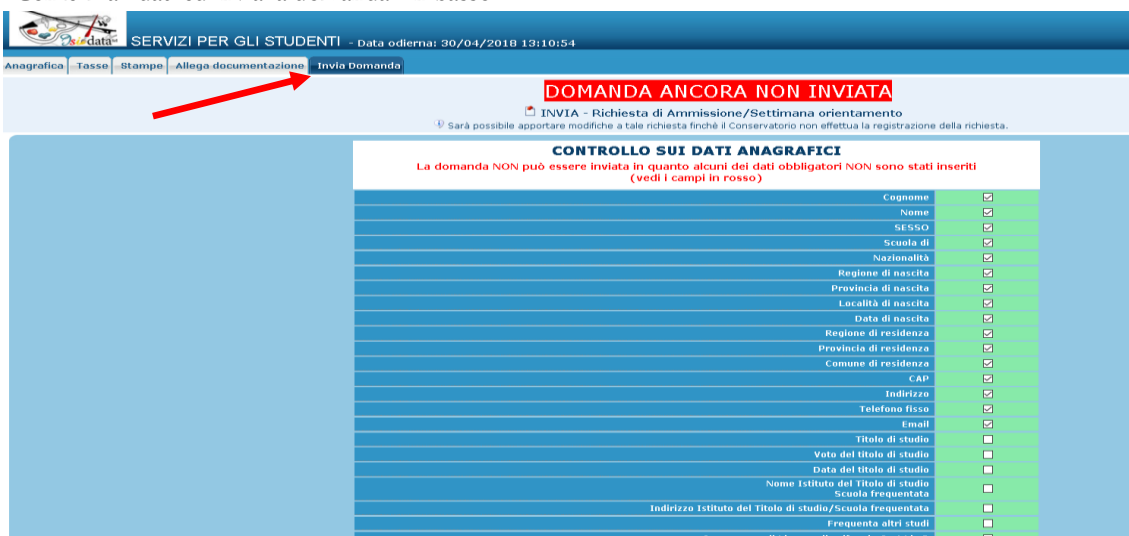 Isidata
SERVIZI PER GLI STUDENTI - Data odierna: 30/04/2018 13:10:54
Anagrafica Tasse Stampe Allega documentazione Invia Domanda
DOMANDA ANCORA NON INVIATA
INVIA - Richiesta di Ammissione/Settimana orientamento
Sarà possibile apportare modifiche a tale richiesta finchè il Conservatorio non effettua la registrazione della richiesta.
CONTROLLO SUI DATI ANAGRAFICI
La domanda NON può essere inviata in quanto alcuni dei dati obbligatori NON sono stati inseriti
(vedi i campi in rosso)
Cognome
Nome
SESSO
Scuola di
Nazionalità
Regione di nascita
Provincia di nascita
Località di nascita
Data di nascita
Regione di residenza
Provincia di residenza
Comune di residenza
CAP
Indirizzo
Telefono fisso
Email
Titolo di studio
Voto del titolo di studio
Data del titolo di studio
Nome Istituto del Titolo di studio
Scuola frequentata
Indirizzo Istituto del Titolo di studio/Scuola frequentata
Frequenta altri studi